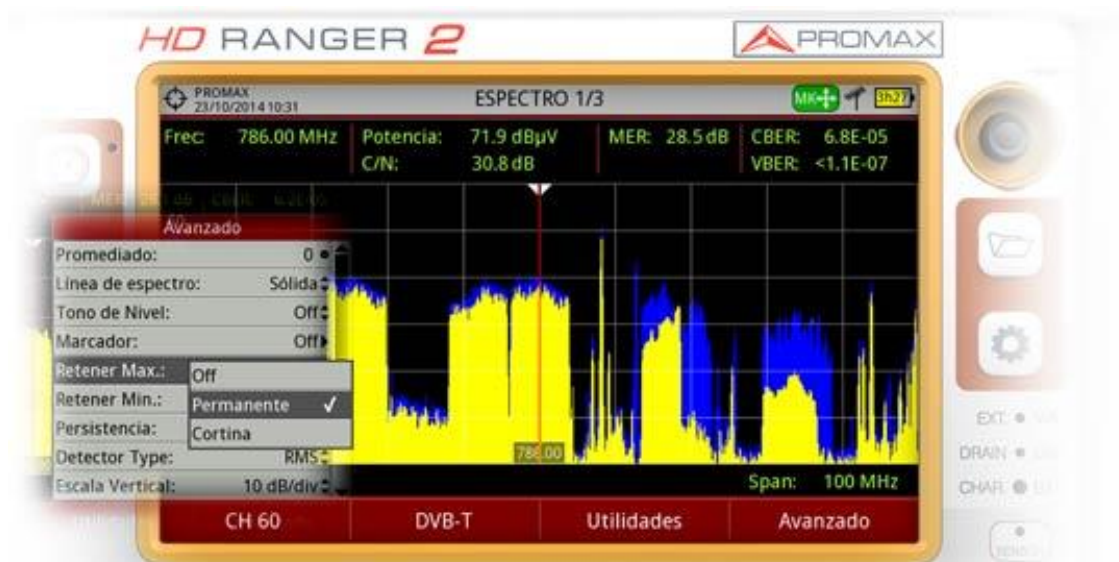 HD RANGER 2
PROMAX
PROMAX
23/10/2014 10:31
ESPECTRO 1/3
3h27
Frec: 786.00 MHz
Potencia: 71.9 dBµV
MER: 28.5 dB
CBER: 6.8E-05
C/N: 30.8 dB
VBER: <1.1E-07
Avanzado
Promediado: 0
Línea de espectro: Sólida
Tono de Nivel: Off
Marcador: Off
Retener Max.:
Off
Retener Min.:
Permanente ✓
Persistencia:
Cortina
Detector Type: RMS
Escala Vertical: 10 dB/div
786.00
Span: 100 MHz
CH 60
DVB-T
Utilidades
Avanzado
EXT.
DRAIN
CHAR.